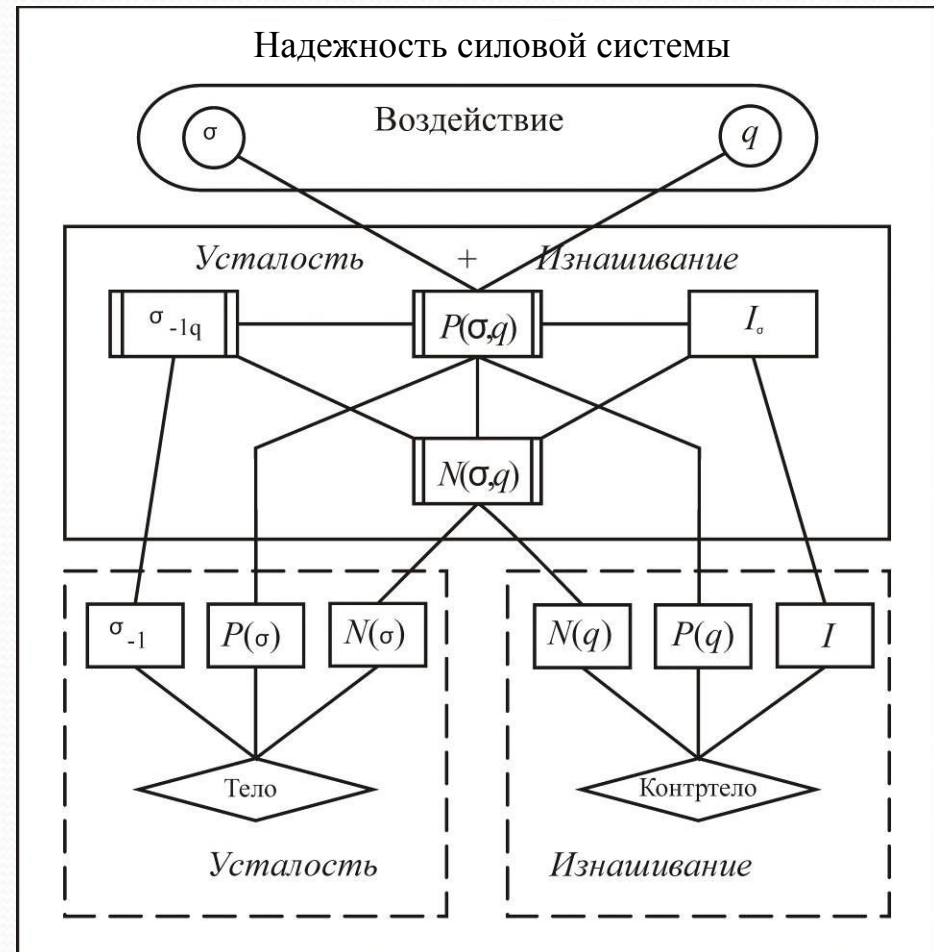 Надежность силовой системы
Воздействие
σ q
Усталость + Изнашивание
σ-1q P(σ,q) Iσ
N(σ,q)
σ-1 P(σ) N(σ) N(q) P(q) I
Тело Контртело
Усталость Изнашивание